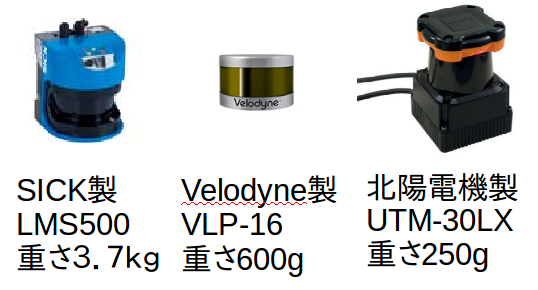 SICK
Velodyne
SICK製
LMS500
重さ3.7kg
Velodyne製
VLP-16
重さ600g
北陽電機製
UTM-30LX
重さ250g